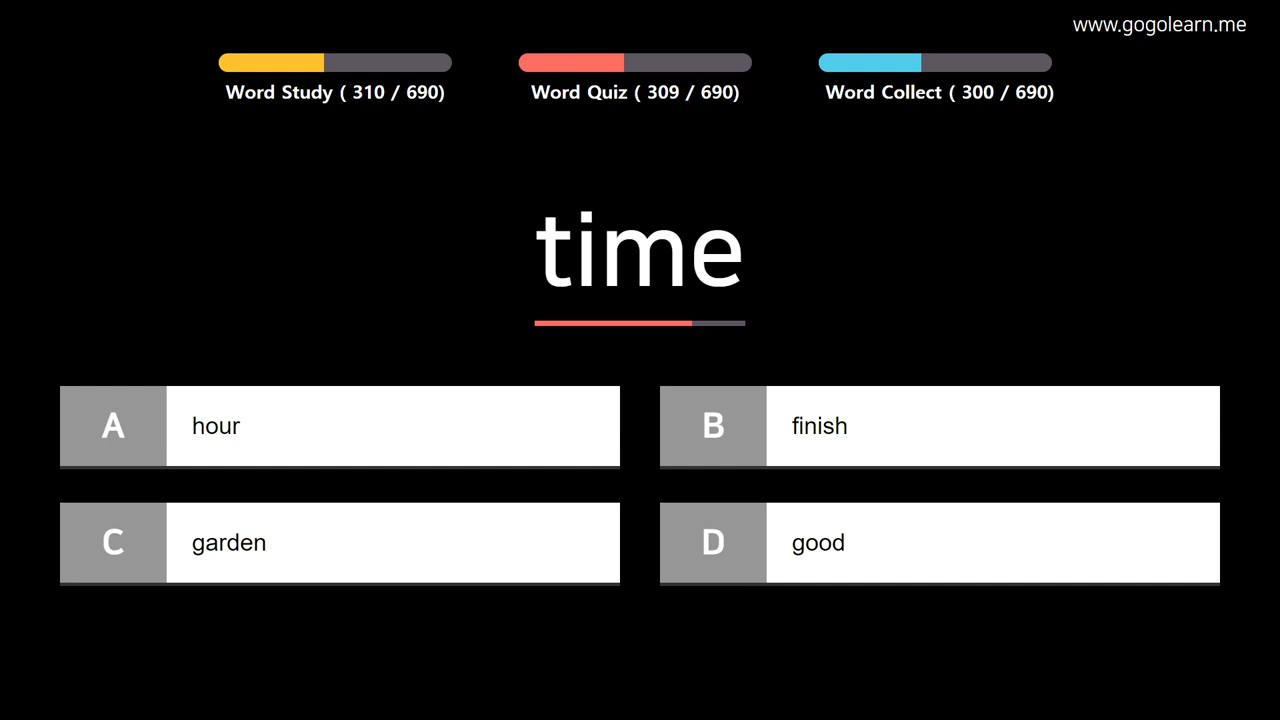 www.gogolearn.me
Word Study ( 310 / 690)
Word Quiz ( 309 / 690)
Word Collect ( 300 / 690)
time
A hour
B finish
C garden
D good